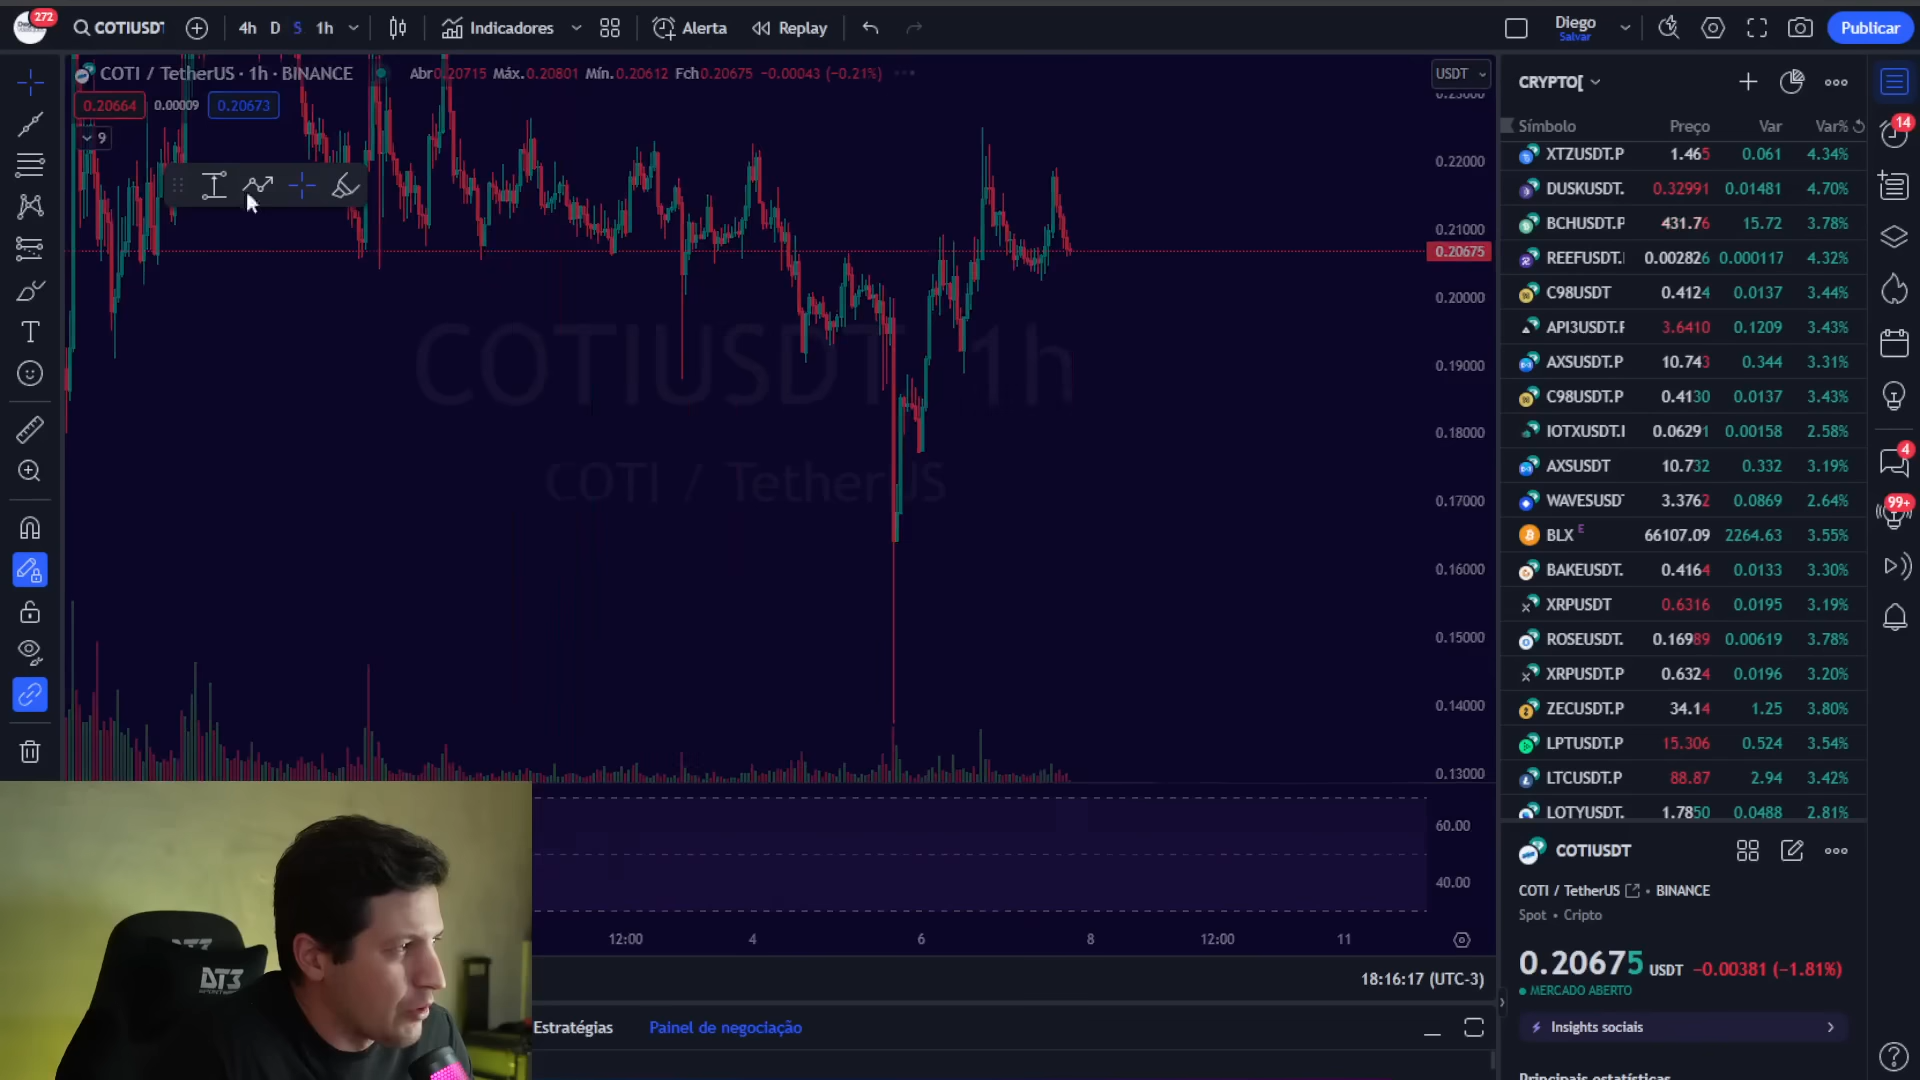 272
COTIUSDT
4h D S 1h
Indicadores
Alerta
Replay
Diego
Salvar
Publicar
COTI / TetherUS · 1h · BINANCE
Abr0.20715 Máx.0.20801 Mín.0.20612 Fch0.20675 −0.00043 (−0.21%)
0.20664 0.00009 0.20673
9
USDT
0.23000
0.22000
0.21000
0.20675
0.20000
0.19000
0.18000
0.17000
0.16000
0.15000
0.14000
0.13000
60.00
40.00
COTIUSDT 1h
COTI / TetherUS
12:00 4 6 8 12:00 11
18:16:17 (UTC-3)
Estratégias Painel de negociação
CRYPTO[
Símbolo Preço Var Var%
XTZUSDT.P 1.465 0.061 4.34%
DUSKUSDT. 0.32991 0.01481 4.70%
BCHUSDT.P 431.76 15.72 3.78%
REEFUSDT. 0.002826 0.000117 4.32%
C98USDT 0.4124 0.0137 3.44%
API3USDT.F 3.6410 0.1209 3.43%
AXSUSDT.P 10.743 0.344 3.31%
C98USDT.P 0.4130 0.0137 3.43%
IOTXUSDT.I 0.06291 0.00158 2.58%
AXSUSDT 10.732 0.332 3.19%
WAVESUSD 3.3762 0.0869 2.64%
BLX E 66107.09 2264.63 3.55%
BAKEUSDT. 0.4164 0.0133 3.30%
XRPUSDT 0.6316 0.0195 3.19%
ROSEUSDT. 0.16989 0.00619 3.78%
XRPUSDT.P 0.6324 0.0196 3.20%
ZECUSDT.P 34.14 1.25 3.80%
LPTUSDT.P 15.306 0.524 3.54%
LTCUSDT.P 88.87 2.94 3.42%
LOTYUSDT. 1.7850 0.0488 2.81%
COTIUSDT
COTI / TetherUS • BINANCE
Spot • Cripto
0.20675 USDT −0.00381 (−1.81%)
MERCADO ABERTO
Insights sociais
Principais estatísticas
14
4
99+
DT3